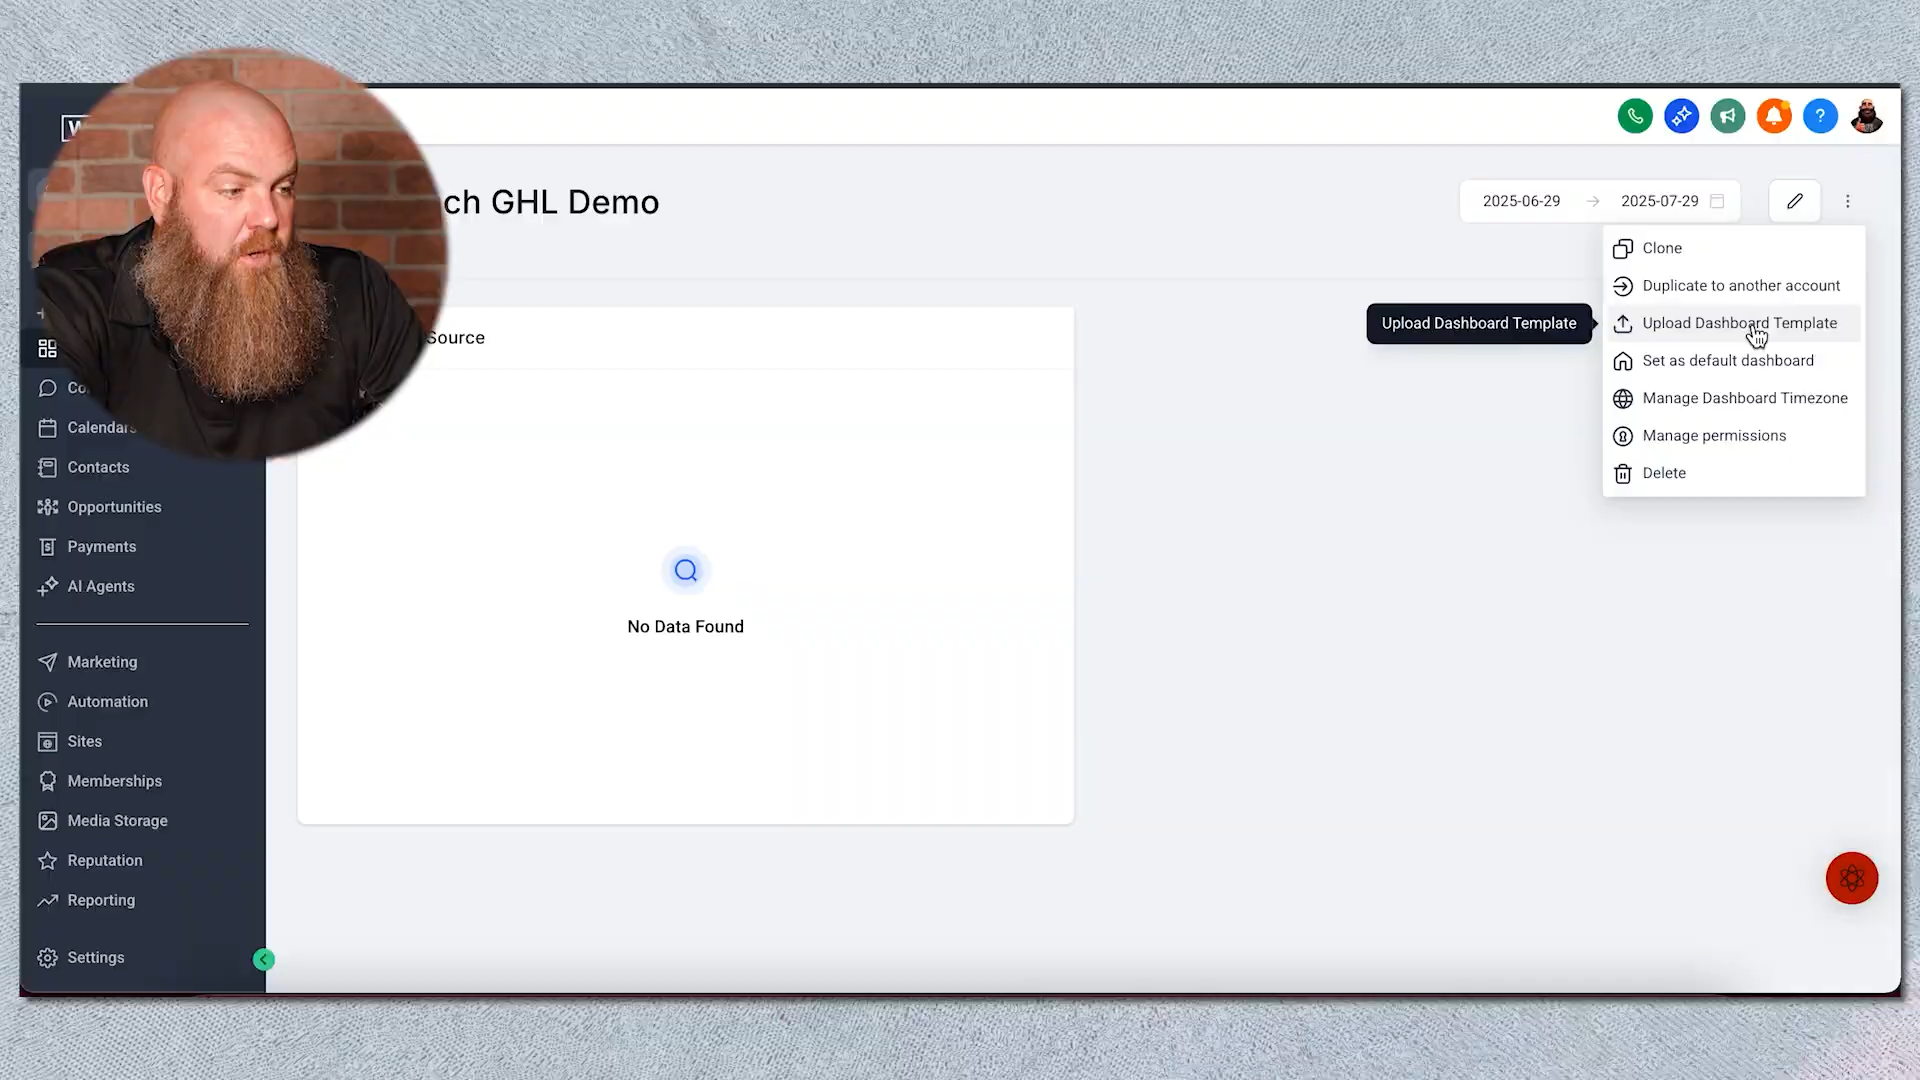 W
ch GHL Demo
2025-06-29
2025-07-29
Clone
Duplicate to another account
Upload Dashboard Template
Upload Dashboard Template
Set as default dashboard
Manage Dashboard Timezone
Manage permissions
Delete
Source
No Data Found
Co
Calendars
Contacts
Opportunities
Payments
AI Agents
Marketing
Automation
Sites
Memberships
Media Storage
Reputation
Reporting
Settings